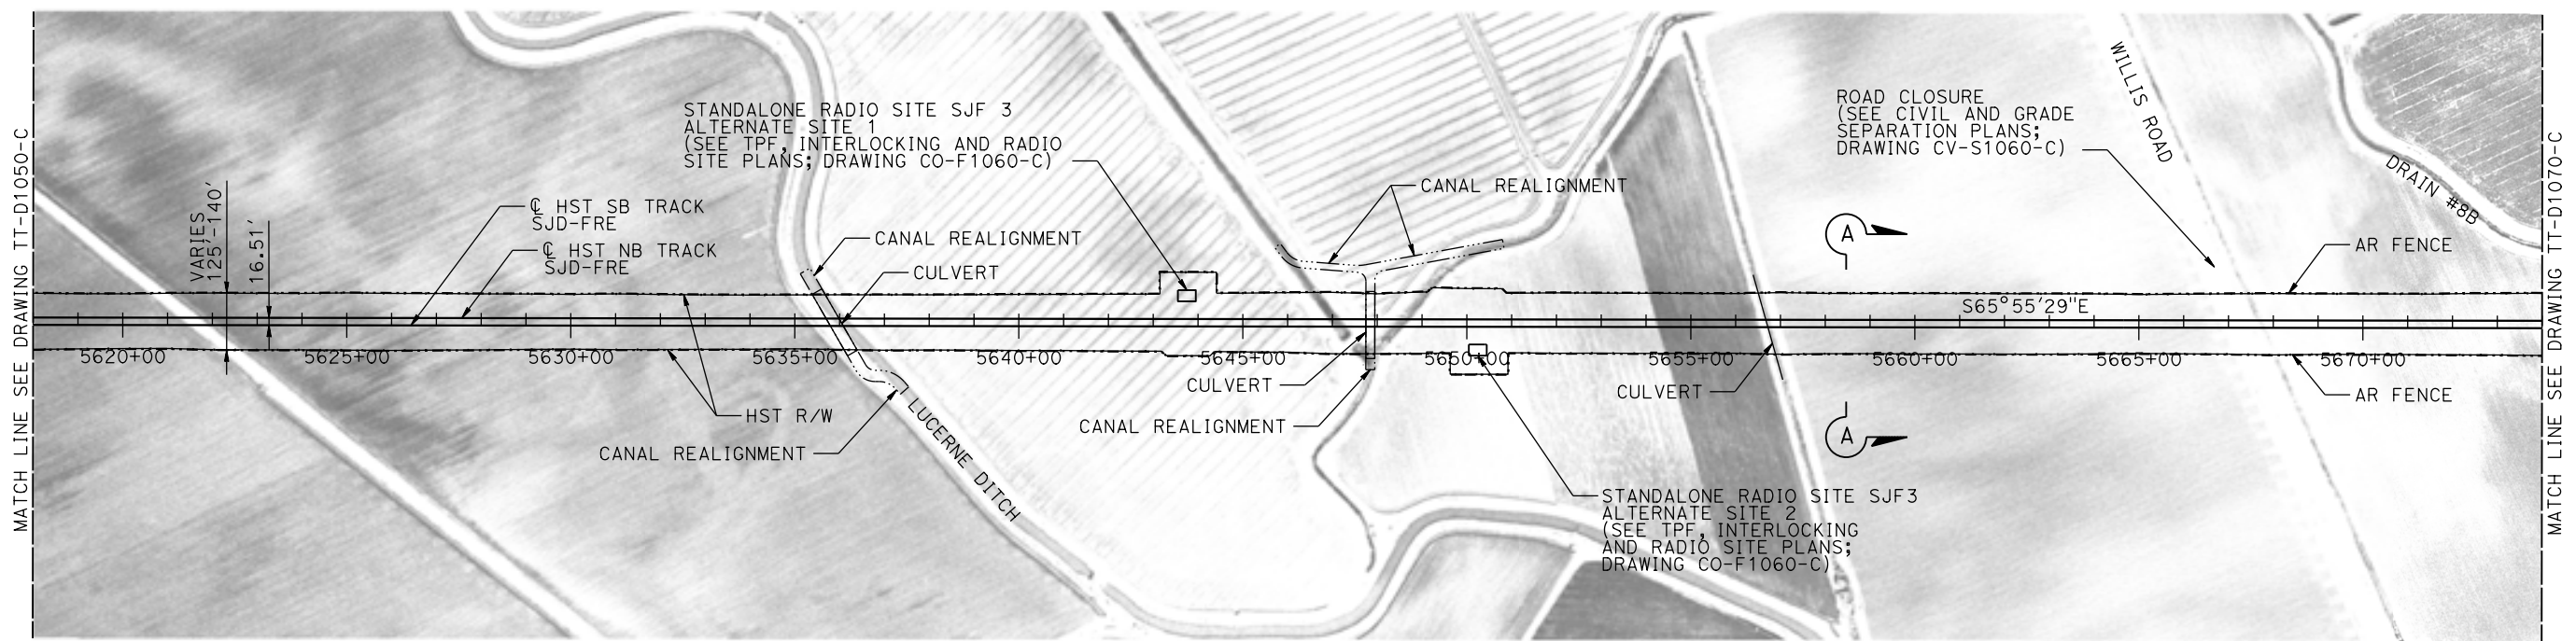 MATCH LINE SEE DRAWING TT-D1050-C
VARIES
125'-140'
16.51'
℄ HST SB TRACK
SJD-FRE
℄ HST NB TRACK
SJD-FRE
STANDALONE RADIO SITE SJF 3
ALTERNATE SITE 1
(SEE TPF, INTERLOCKING AND RADIO
SITE PLANS; DRAWING CO-F1060-C)
CANAL REALIGNMENT
CULVERT
CANAL REALIGNMENT
ROAD CLOSURE
(SEE CIVIL AND GRADE
SEPARATION PLANS;
DRAWING CV-S1060-C)
WILLIS ROAD
DRAIN #8B
A
AR FENCE
S65°55'29"E
5620+00
5625+00
5630+00
5635+00
5640+00
5645+00
5650+00
5655+00
5660+00
5665+00
5670+00
HST R/W
CANAL REALIGNMENT
LUCERNE DITCH
CULVERT
CANAL REALIGNMENT
CULVERT
AR FENCE
A
STANDALONE RADIO SITE SJF3
ALTERNATE SITE 2
(SEE TPF, INTERLOCKING
AND RADIO SITE PLANS;
DRAWING CO-F1060-C)
MATCH LINE SEE DRAWING TT-D1070-C